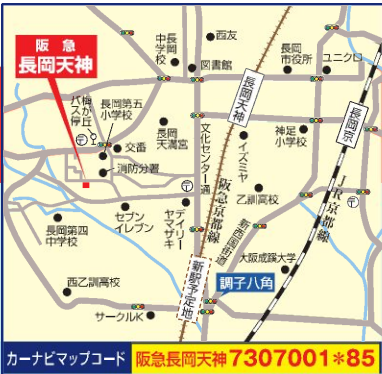 阪急
長岡天神
中学校
長岡
西友
図書館
長岡
市役所
ユニクロ
梅が丘
バス停
長岡第五
小学校
長岡天神
長岡京
交番
消防分署
長岡
天満宮
文化センター通
イズミヤ
神足
小学校
阪急京都線
乙訓高校
JR京都線
長岡第四
中学校
セブン
イレブン
デイリー
ヤマザキ
新西国街道
大阪成蹊大学
西乙訓高校
新駅予定地
調子八角
サークルK
カーナビマップコード
阪急長岡天神 7307001*85